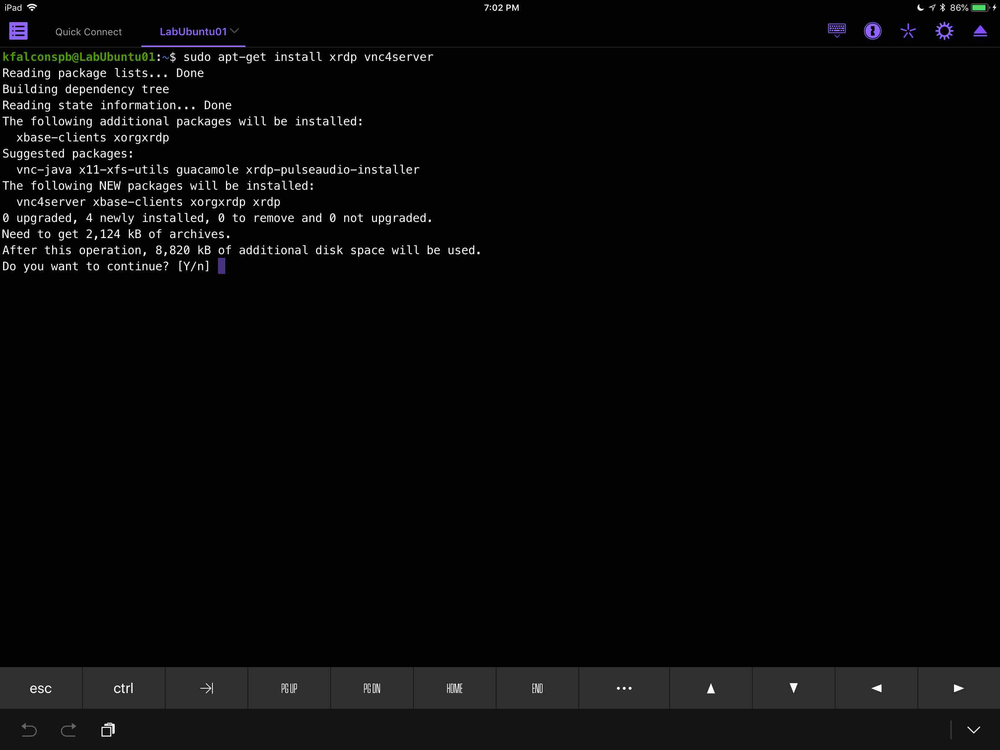 iPad 7:02 PM 86%
Quick Connect LabUbuntu01
kfalconspb@LabUbuntu01:~$ sudo apt-get install xrdp vnc4server
Reading package lists... Done
Building dependency tree
Reading state information... Done
The following additional packages will be installed:
  xbase-clients xorgxrdp
Suggested packages:
  vnc-java x11-xfs-utils guacamole xrdp-pulseaudio-installer
The following NEW packages will be installed:
  vnc4server xbase-clients xorgxrdp xrdp
0 upgraded, 4 newly installed, 0 to remove and 0 not upgraded.
Need to get 2,124 kB of archives.
After this operation, 8,820 kB of additional disk space will be used.
Do you want to continue? [Y/n]
esc ctrl PG UP PG DN HOME END •••